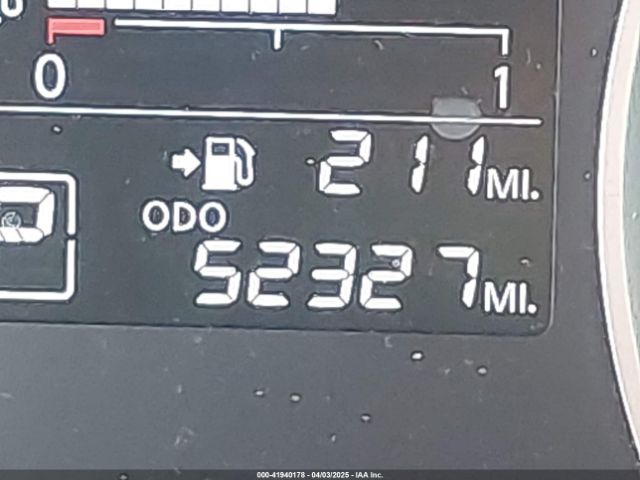 0 1
211 MI.
ODO
52327 MI.
000-41940178 - 04/03/2025 - IAA Inc.